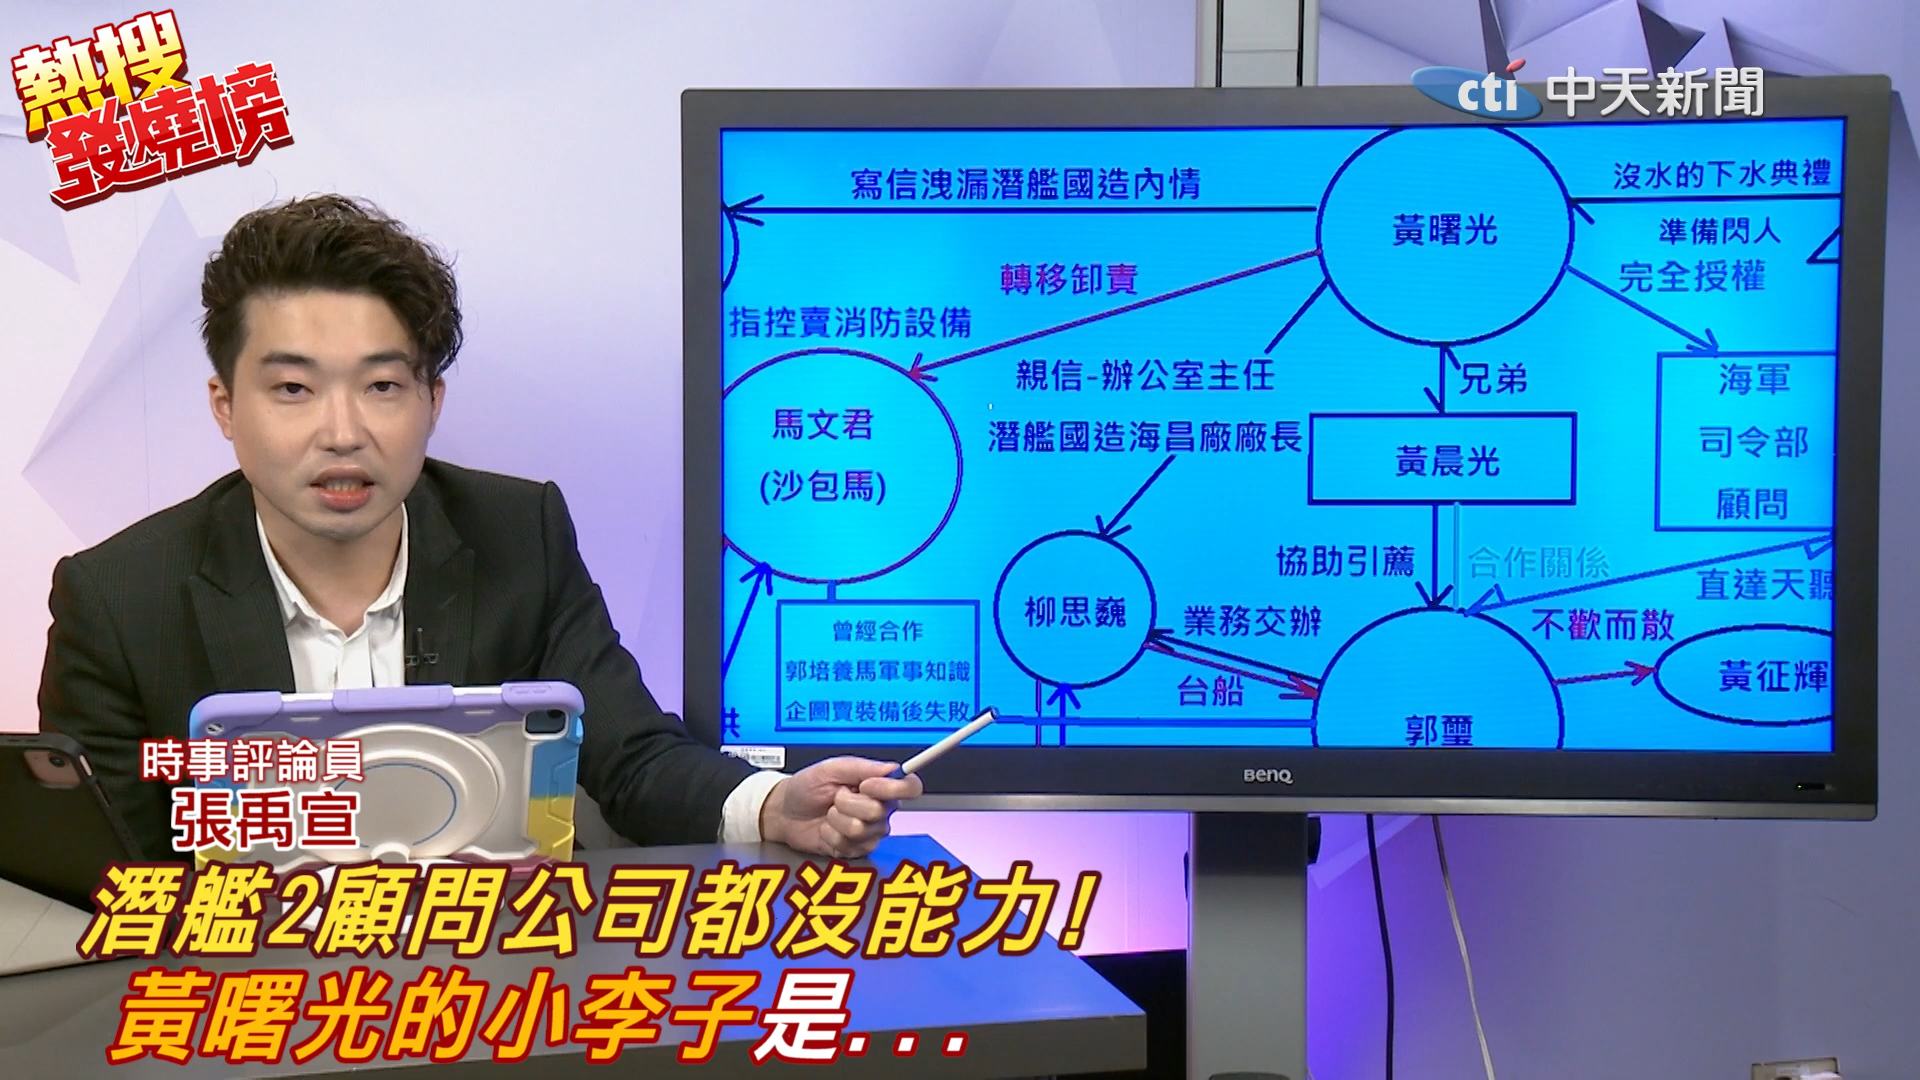 熱搜
發燒榜
cti 中天新聞
寫信洩漏潛艦國造內情
黃曙光
沒水的下水典禮
準備閃人
完全授權
轉移卸責
指控賣消防設備
親信-辦公室主任
兄弟
海軍
司令部
顧問
馬文君
(沙包馬)
潛艦國造海昌廠廠長
黃晨光
協助引薦
合作關係
直達天聽
柳思巍
業務交辦
不歡而散
曾經合作
郭培養馬軍事知識
企圖賣裝備後失敗
台船
黃征輝
郭璽
BenQ
時事評論員
張禹宣
潛艦2顧問公司都沒能力!
黃曙光的小李子是...